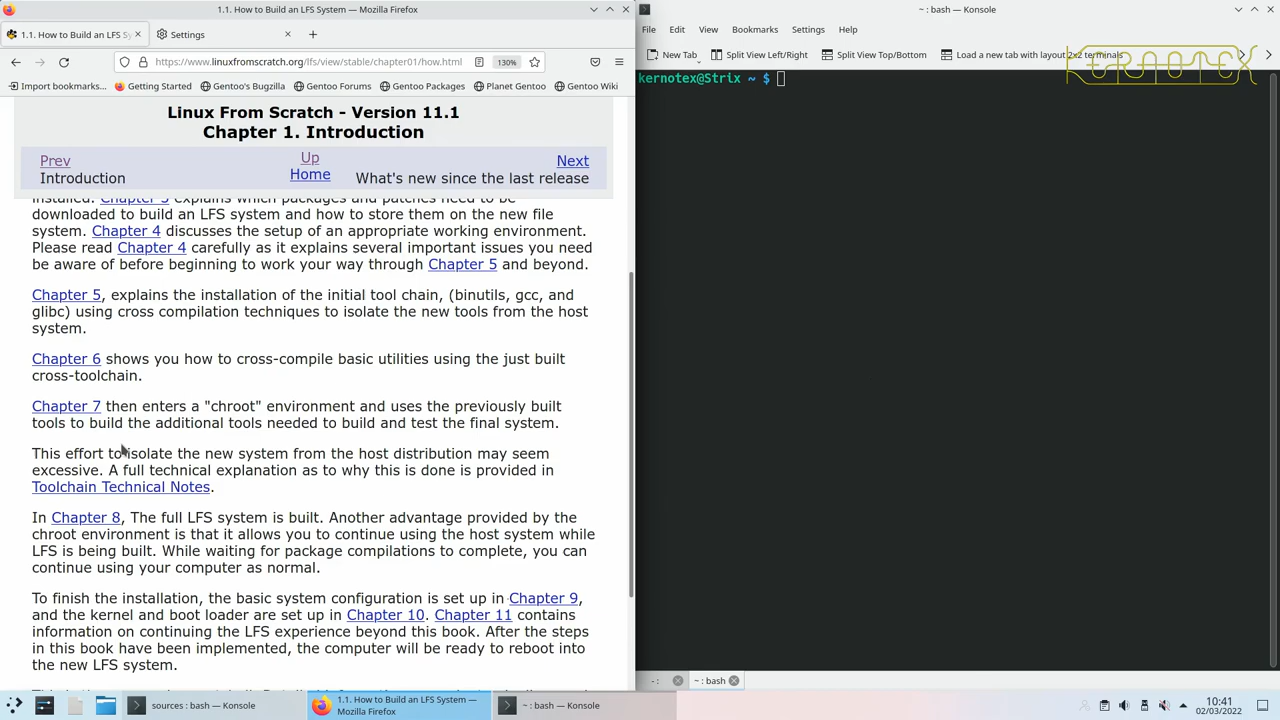 1.1. How to Build an LFS System — Mozilla Firefox
1.1. How to Build an LFS Sy
Settings
https://www.linuxfromscratch.org/lfs/view/stable/chapter01/how.html
130%
Import bookmarks...
Getting Started
Gentoo's Bugzilla
Gentoo Forums
Gentoo Packages
Planet Gentoo
Gentoo Wiki
Linux From Scratch - Version 11.1
Chapter 1. Introduction
Prev
Up
Next
Introduction
Home
What's new since the last release
installed. Chapter 3 explains which packages and patches need to be
downloaded to build an LFS system and how to store them on the new file
system. Chapter 4 discusses the setup of an appropriate working environment.
Please read Chapter 4 carefully as it explains several important issues you need
be aware of before beginning to work your way through Chapter 5 and beyond.
Chapter 5, explains the installation of the initial tool chain, (binutils, gcc, and
glibc) using cross compilation techniques to isolate the new tools from the host
system.
Chapter 6 shows you how to cross-compile basic utilities using the just built
cross-toolchain.
Chapter 7 then enters a "chroot" environment and uses the previously built
tools to build the additional tools needed to build and test the final system.
This effort to isolate the new system from the host distribution may seem
excessive. A full technical explanation as to why this is done is provided in
Toolchain Technical Notes.
In Chapter 8, The full LFS system is built. Another advantage provided by the
chroot environment is that it allows you to continue using the host system while
LFS is being built. While waiting for package compilations to complete, you can
continue using your computer as normal.
To finish the installation, the basic system configuration is set up in Chapter 9,
and the kernel and boot loader are set up in Chapter 10. Chapter 11 contains
information on continuing the LFS experience beyond this book. After the steps
in this book have been implemented, the computer will be ready to reboot into
the new LFS system.
~ : bash — Konsole
File
Edit
View
Bookmarks
Settings
Help
New Tab
Split View Left/Right
Split View Top/Bottom
Load a new tab with layout 2x2 terminals
KERNOTEX
kernotex@Strix ~ $
~ :
~ : bash
sources : bash — Konsole
1.1. How to Build an LFS System —
Mozilla Firefox
~ : bash — Konsole
10:41
02/03/2022